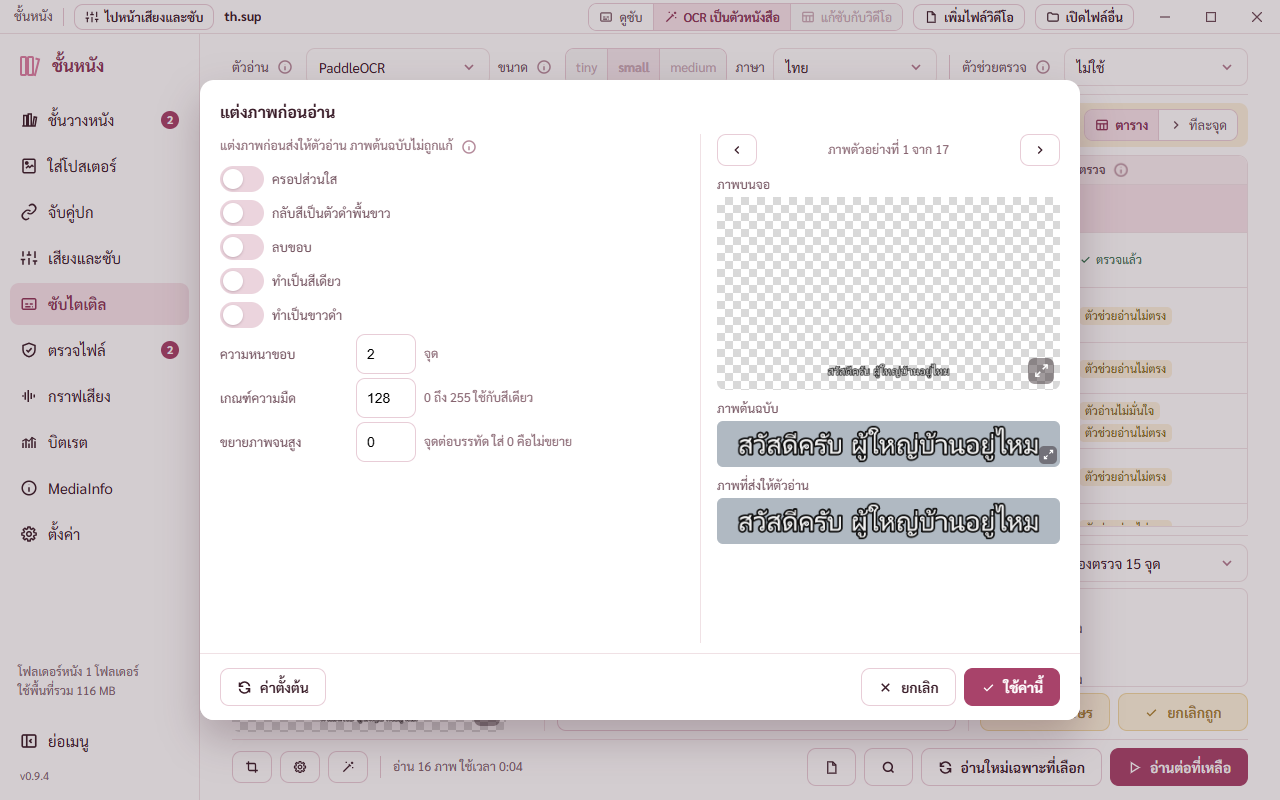 ชั้นหนัง
ไปหน้าเสียงและซับ
th.sup
ดูซับ
OCR เป็นตัวหนังสือ
แก้ซับกับวิดีโอ
เพิ่มไฟล์วิดีโอ
เปิดไฟล์อื่น
ชั้นหนัง
ตัวอ่าน
PaddleOCR
ขนาด
tiny
small
medium
ภาษา
ไทย
ตัวช่วยตรวจ
ไม่ใช้
ชั้นวางหนัง
2
ใส่โปสเตอร์
จับคู่ปก
เสียงและซับ
ซับไตเติล
ตรวจไฟล์
2
กราฟเสียง
บิตเรต
MediaInfo
ตั้งค่า
โฟลเดอร์หนัง 1 โฟลเดอร์
ใช้พื้นที่รวม 116 MB
ย่อเมนู
v0.9.4
แต่งภาพก่อนอ่าน
แต่งภาพก่อนส่งให้ตัวอ่าน ภาพต้นฉบับไม่ถูกแก้
ครอปส่วนใส
กลับสีเป็นตัวดำพื้นขาว
ลบขอบ
ทำเป็นสีเดียว
ทำเป็นขาวดำ
ความหนาขอบ
2
จุด
เกณฑ์ความมืด
128
0 ถึง 255 ใช้กับสีเดียว
ขยายภาพจนสูง
0
จุดต่อบรรทัด ใส่ 0 คือไม่ขยาย
ภาพตัวอย่างที่ 1 จาก 17
ภาพบนจอ
สวัสดีครับ ผู้ใหญ่บ้านอยู่ไหม
ภาพต้นฉบับ
สวัสดีครับ ผู้ใหญ่บ้านอยู่ไหม
ภาพที่ส่งให้ตัวอ่าน
สวัสดีครับ ผู้ใหญ่บ้านอยู่ไหม
ค่าตั้งต้น
ยกเลิก
ใช้ค่านี้
ตาราง
ทีละจุด
ตรวจ
ตรวจแล้ว
ตัวช่วยอ่านไม่ตรง
ตัวช่วยอ่านไม่ตรง
ตัวอ่านไม่มั่นใจ
ตัวช่วยอ่านไม่ตรง
ตัวช่วยอ่านไม่ตรง
องตรวจ 15 จุด
ยกเลิกถูก
อ่าน 16 ภาพ ใช้เวลา 0:04
อ่านใหม่เฉพาะที่เลือก
อ่านต่อที่เหลือ